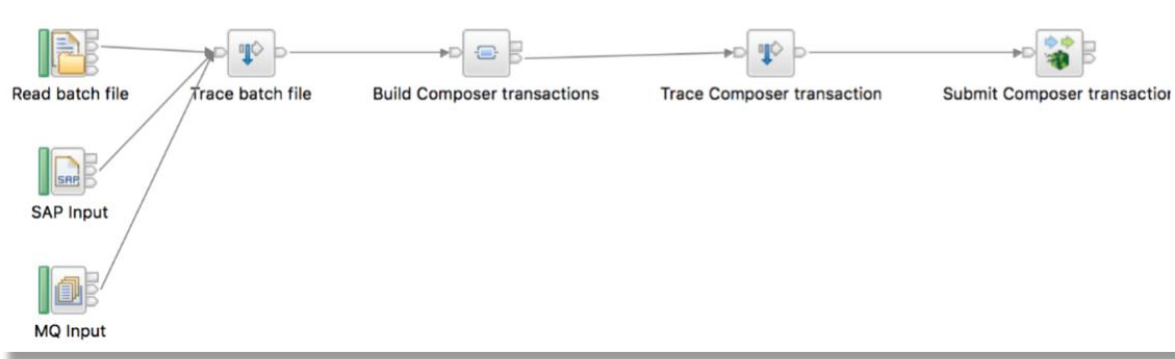 Read batch file
Trace batch file
Build Composer transactions
Trace Composer transaction
Submit Composer transaction
SAP
SAP Input
MQ Input